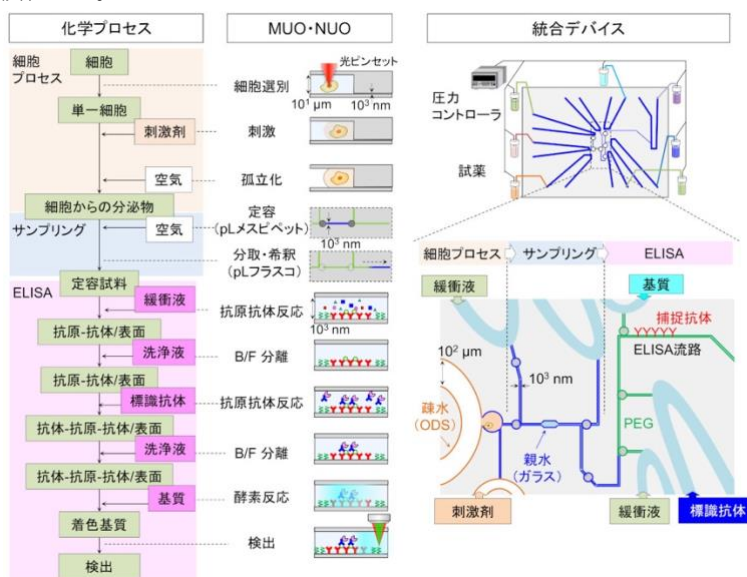 化学プロセス
細胞
プロセス
細胞
単一細胞
刺激剤
空気
細胞からの分泌物
サンプリング
空気
定容試料
ELISA
緩衝液
抗原-抗体/表面
洗浄液
抗原-抗体/表面
標識抗体
抗体-抗原-抗体/表面
洗浄液
抗体-抗原-抗体/表面
基質
着色基質
検出
MUO・NUO
光ピンセット
細胞選別
10¹ μm
10³ nm
刺激
孤立化
定容
(pLメスピペット)
10³ nm
分取・希釈
(pLフラスコ)
抗原抗体反応
10³ nm
B/F 分離
抗原抗体反応
B/F 分離
酵素反応
検出
統合デバイス
圧力
コントローラ
試薬
細胞プロセス
サンプリング
ELISA
緩衝液
基質
捕捉抗体
ELISA流路
10² μm
10³ nm
疎水
(ODS)
PEG
親水
(ガラス)
刺激剤
緩衝液
標識抗体